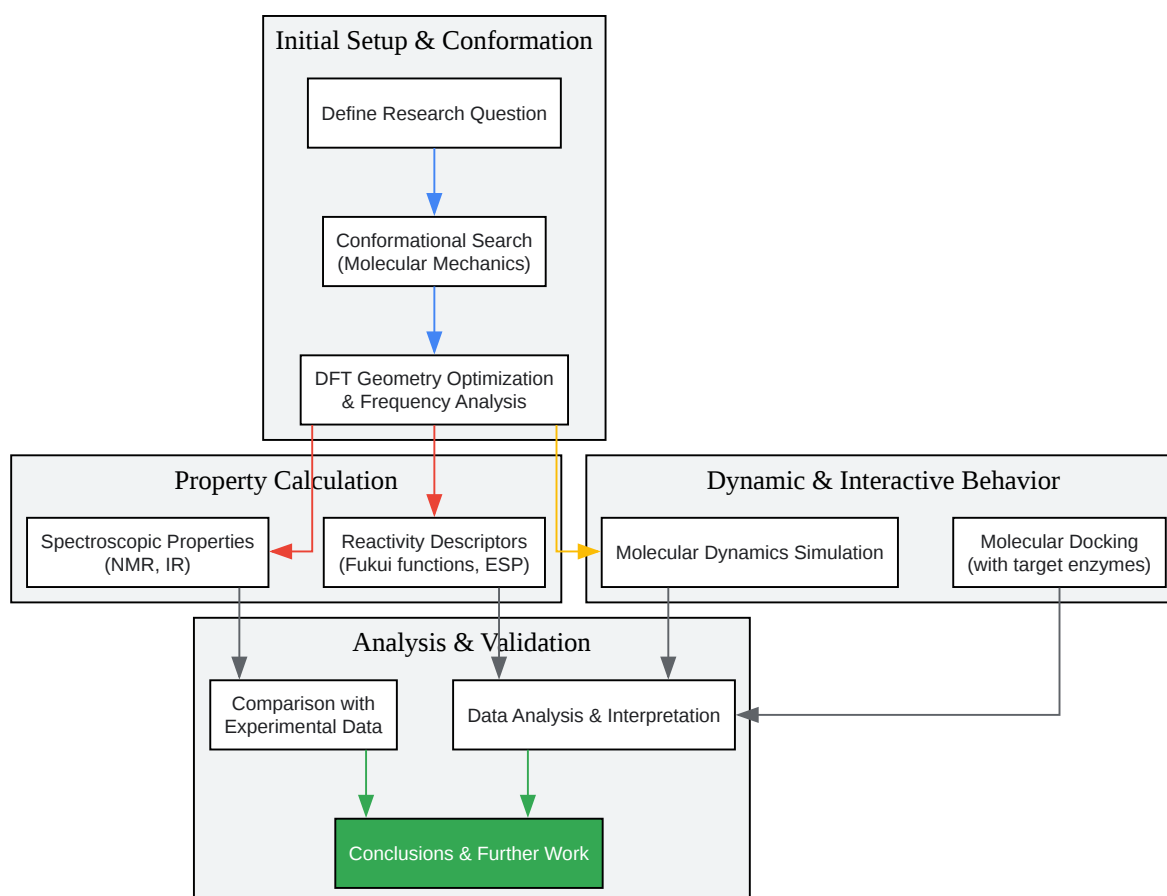 Initial Setup & Conformation
Define Research Question
Conformational Search
(Molecular Mechanics)
DFT Geometry Optimization
& Frequency Analysis
Property Calculation
Spectroscopic Properties
(NMR, IR)
Reactivity Descriptors
(Fukui functions, ESP)
Dynamic & Interactive Behavior
Molecular Dynamics Simulation
Molecular Docking
(with target enzymes)
Analysis & Validation
Comparison with
Experimental Data
Data Analysis & Interpretation
Conclusions & Further Work